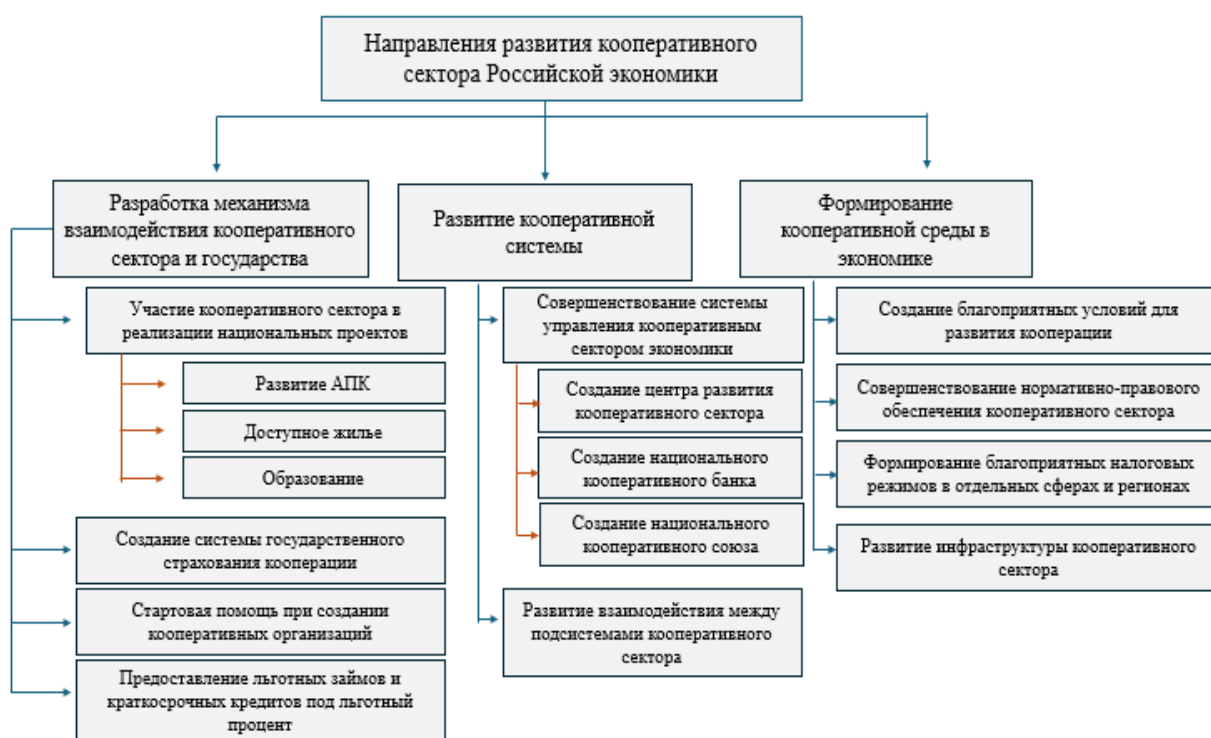 Направления развития кооперативного
сектора Российской экономики
Разработка механизма
взаимодействия кооперативного
сектора и государства
Участие кооперативного сектора в
реализации национальных проектов
Развитие АПК
Доступное жилье
Образование
Создание системы государственного
страхования кооперации
Стартовая помощь при создании
кооперативных организаций
Предоставление льготных займов и
краткосрочных кредитов под льготный
процент
Развитие кооперативной
системы
Совершенствование системы
управления кооперативным
сектором экономики
Создание центра развития
кооперативного сектора
Создание национального
кооперативного банка
Создание национального
кооперативного союза
Развитие взаимодействия между
подсистемами кооперативного
сектора
Формирование
кооперативной среды в
экономике
Создание благоприятных условий для
развития кооперации
Совершенствование нормативно-правового
обеспечения кооперативного сектора
Формирование благоприятных налоговых
режимов в отдельных сферах и регионах
Развитие инфраструктуры кооперативного
сектора